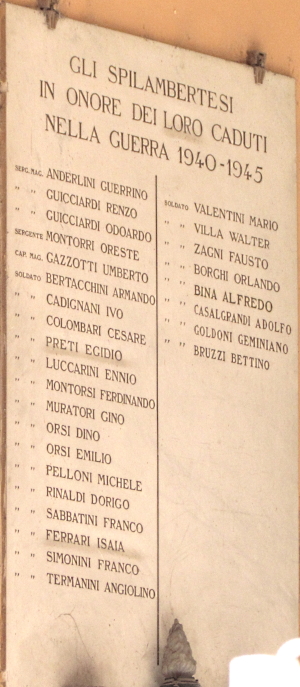 GLI SPILAMBERTESI
IN ONORE DEI LORO CADUTI
NELLA GUERRA 1940-1945
SERG. MAG. ANDERLINI GUERRINO
" " GUICCIARDI RENZO
" " GUICCIARDI ODOARDO
SERGENTE MONTORRI ORESTE
CAP. MAG. GAZZOTTI UMBERTO
SOLDATO BERTACCHINI ARMANDO
" " CADIGNANI IVO
" " COLOMBARI CESARE
" " PRETI EGIDIO
" " LUCCARINI ENNIO
" " MONTORSI FERDINANDO
" " MURATORI GINO
" " ORSI DINO
" " ORSI EMILIO
" " PELLONI MICHELE
" " RINALDI DORIGO
" " SABBATINI FRANCO
" " FERRARI ISAIA
" " SIMONINI FRANCO
" " TERMANINI ANGIOLINO
SOLDATO VALENTINI MARIO
" " VILLA WALTER
" " ZAGNI FAUSTO
" " BORGHI ORLANDO
" " BINA ALFREDO
" " CASALGRANDI ADOLFO
" " GOLDONI GEMINIANO
" " BRUZZI BETTINO